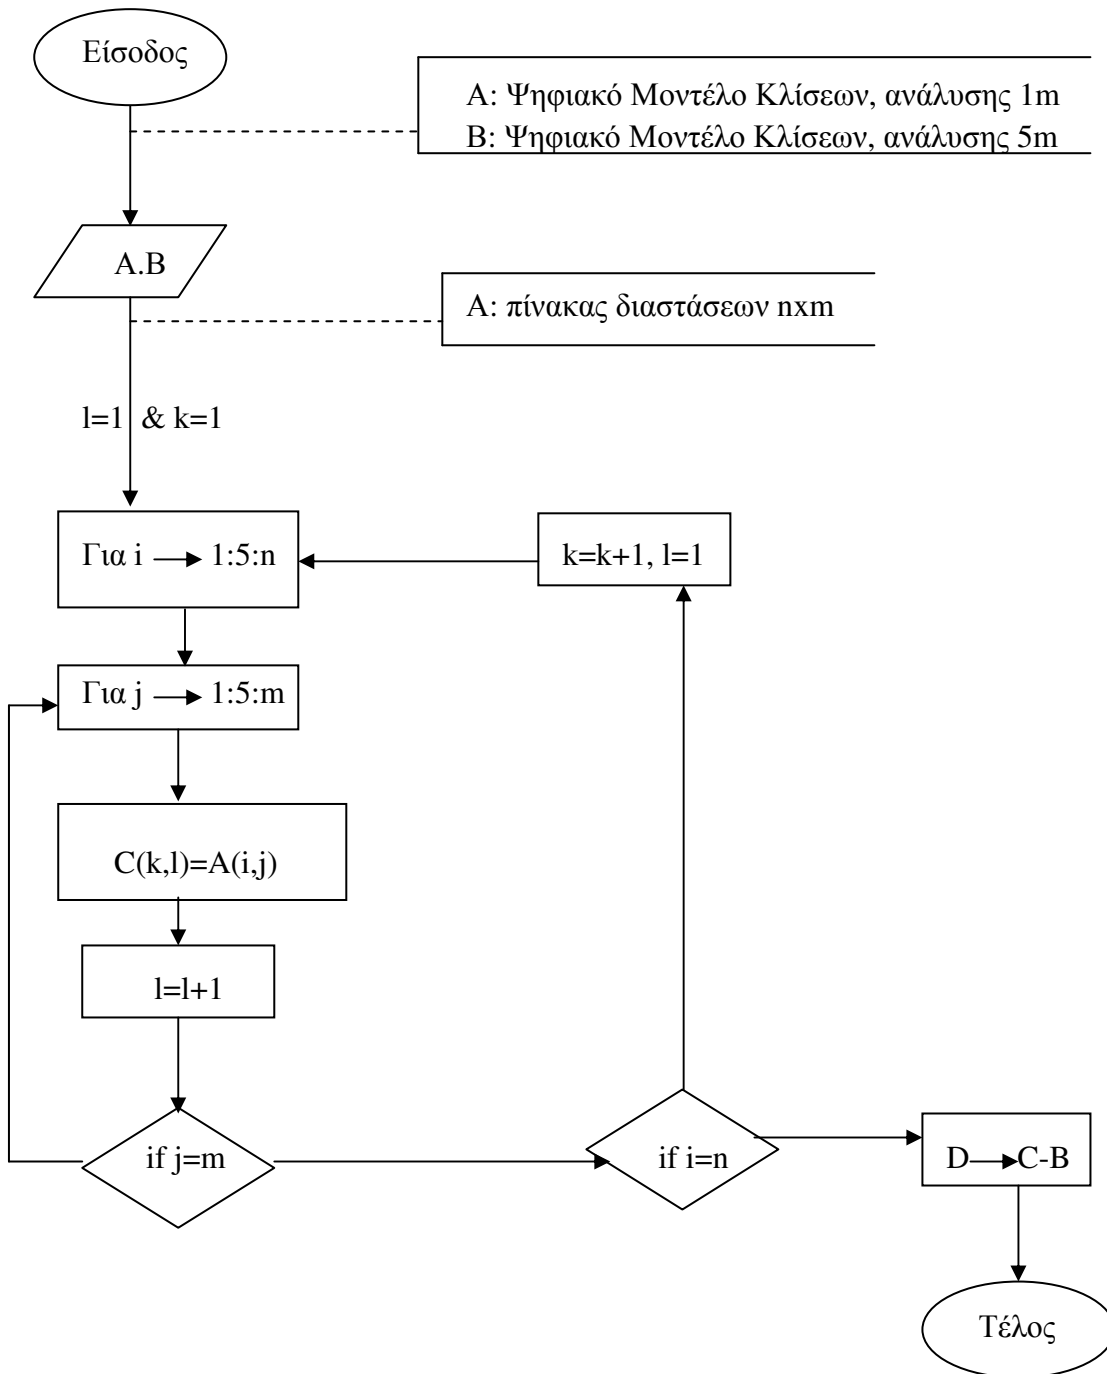 Είσοδος
Α: Ψηφιακό Μοντέλο Κλίσεων, ανάλυσης 1m
Β: Ψηφιακό Μοντέλο Κλίσεων, ανάλυσης 5m
Α.Β
Α: πίνακας διαστάσεων nxm
l=1 & k=1
Για i → 1:5:n
k=k+1, l=1
Για j → 1:5:m
C(k,l)=A(i,j)
l=l+1
if j=m
if i=n
D→C-B
Τέλος